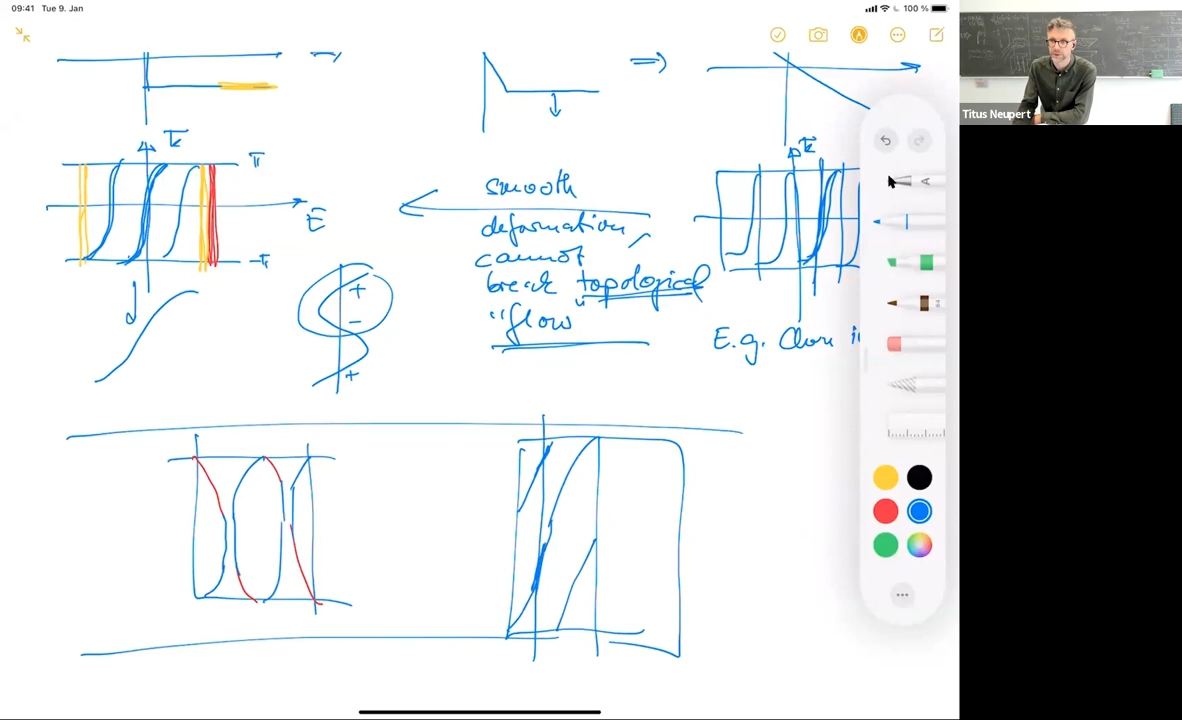 09:41 Tue 9. Jan
100 %
Titus Neupert
k
π
-π
E
smooth
deformation,
cannot
break topological
"flow"
+
-
+
k
E.g. Chern i
A